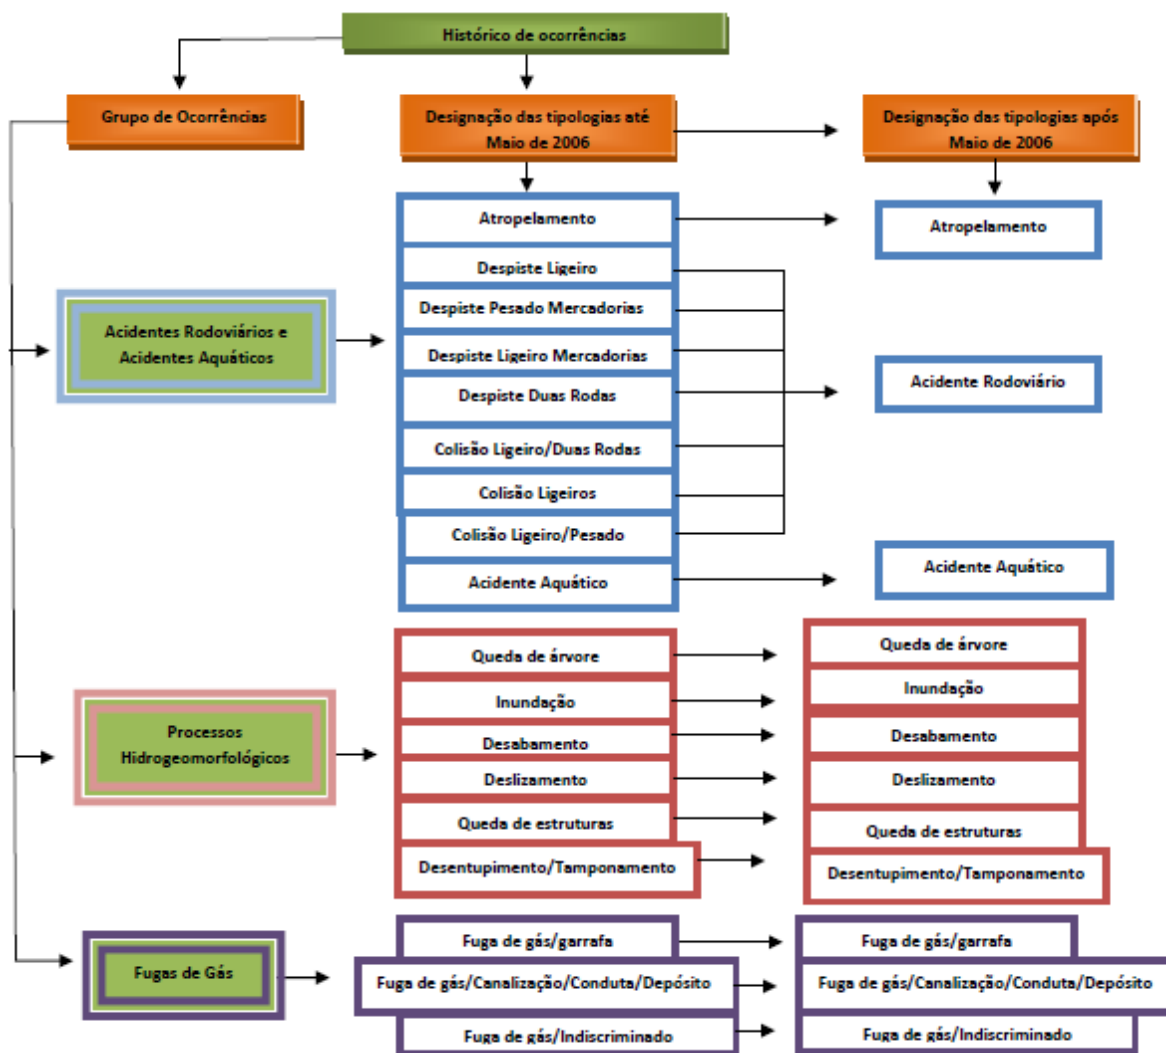 Histórico de ocorrências
Grupo de Ocorrências
Designação das tipologias até
Maio de 2006
Designação das tipologias após
Maio de 2006
Acidentes Rodoviários e
Acidentes Aquáticos
Atropelamento
Despiste Ligeiro
Despiste Pesado Mercadorias
Despiste Ligeiro Mercadorias
Despiste Duas Rodas
Colisão Ligeiro/Duas Rodas
Colisão Ligeiros
Colisão Ligeiro/Pesado
Acidente Aquático
Atropelamento
Acidente Rodoviário
Acidente Aquático
Processos
Hidrogeomorfológicos
Queda de árvore
Inundação
Desabamento
Deslizamento
Queda de estruturas
Desentupimento/Tamponamento
Queda de árvore
Inundação
Desabamento
Deslizamento
Queda de estruturas
Desentupimento/Tamponamento
Fugas de Gás
Fuga de gás/garrafa
Fuga de gás/Canalização/Conduta/Depósito
Fuga de gás/Indiscriminado
Fuga de gás/garrafa
Fuga de gás/Canalização/Conduta/Depósito
Fuga de gás/Indiscriminado